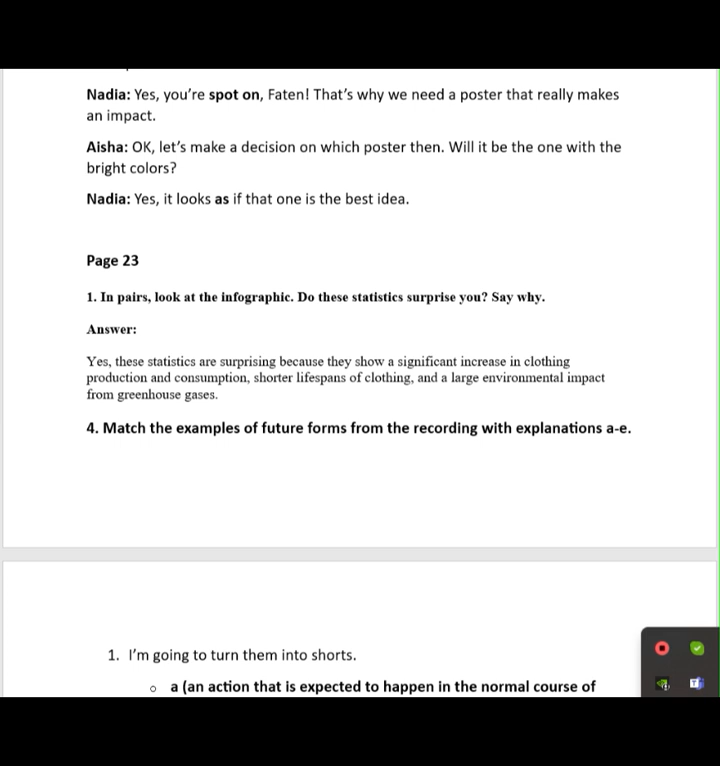 Nadia: Yes, you're spot on, Faten! That's why we need a poster that really makes
an impact.
Aisha: OK, let's make a decision on which poster then. Will it be the one with the
bright colors?
Nadia: Yes, it looks as if that one is the best idea.
Page 23
1. In pairs, look at the infographic. Do these statistics surprise you? Say why.
Answer:
Yes, these statistics are surprising because they show a significant increase in clothing
production and consumption, shorter lifespans of clothing, and a large environmental impact
from greenhouse gases.
4. Match the examples of future forms from the recording with explanations a-e.
1. I'm going to turn them into shorts.
o a (an action that is expected to happen in the normal course of